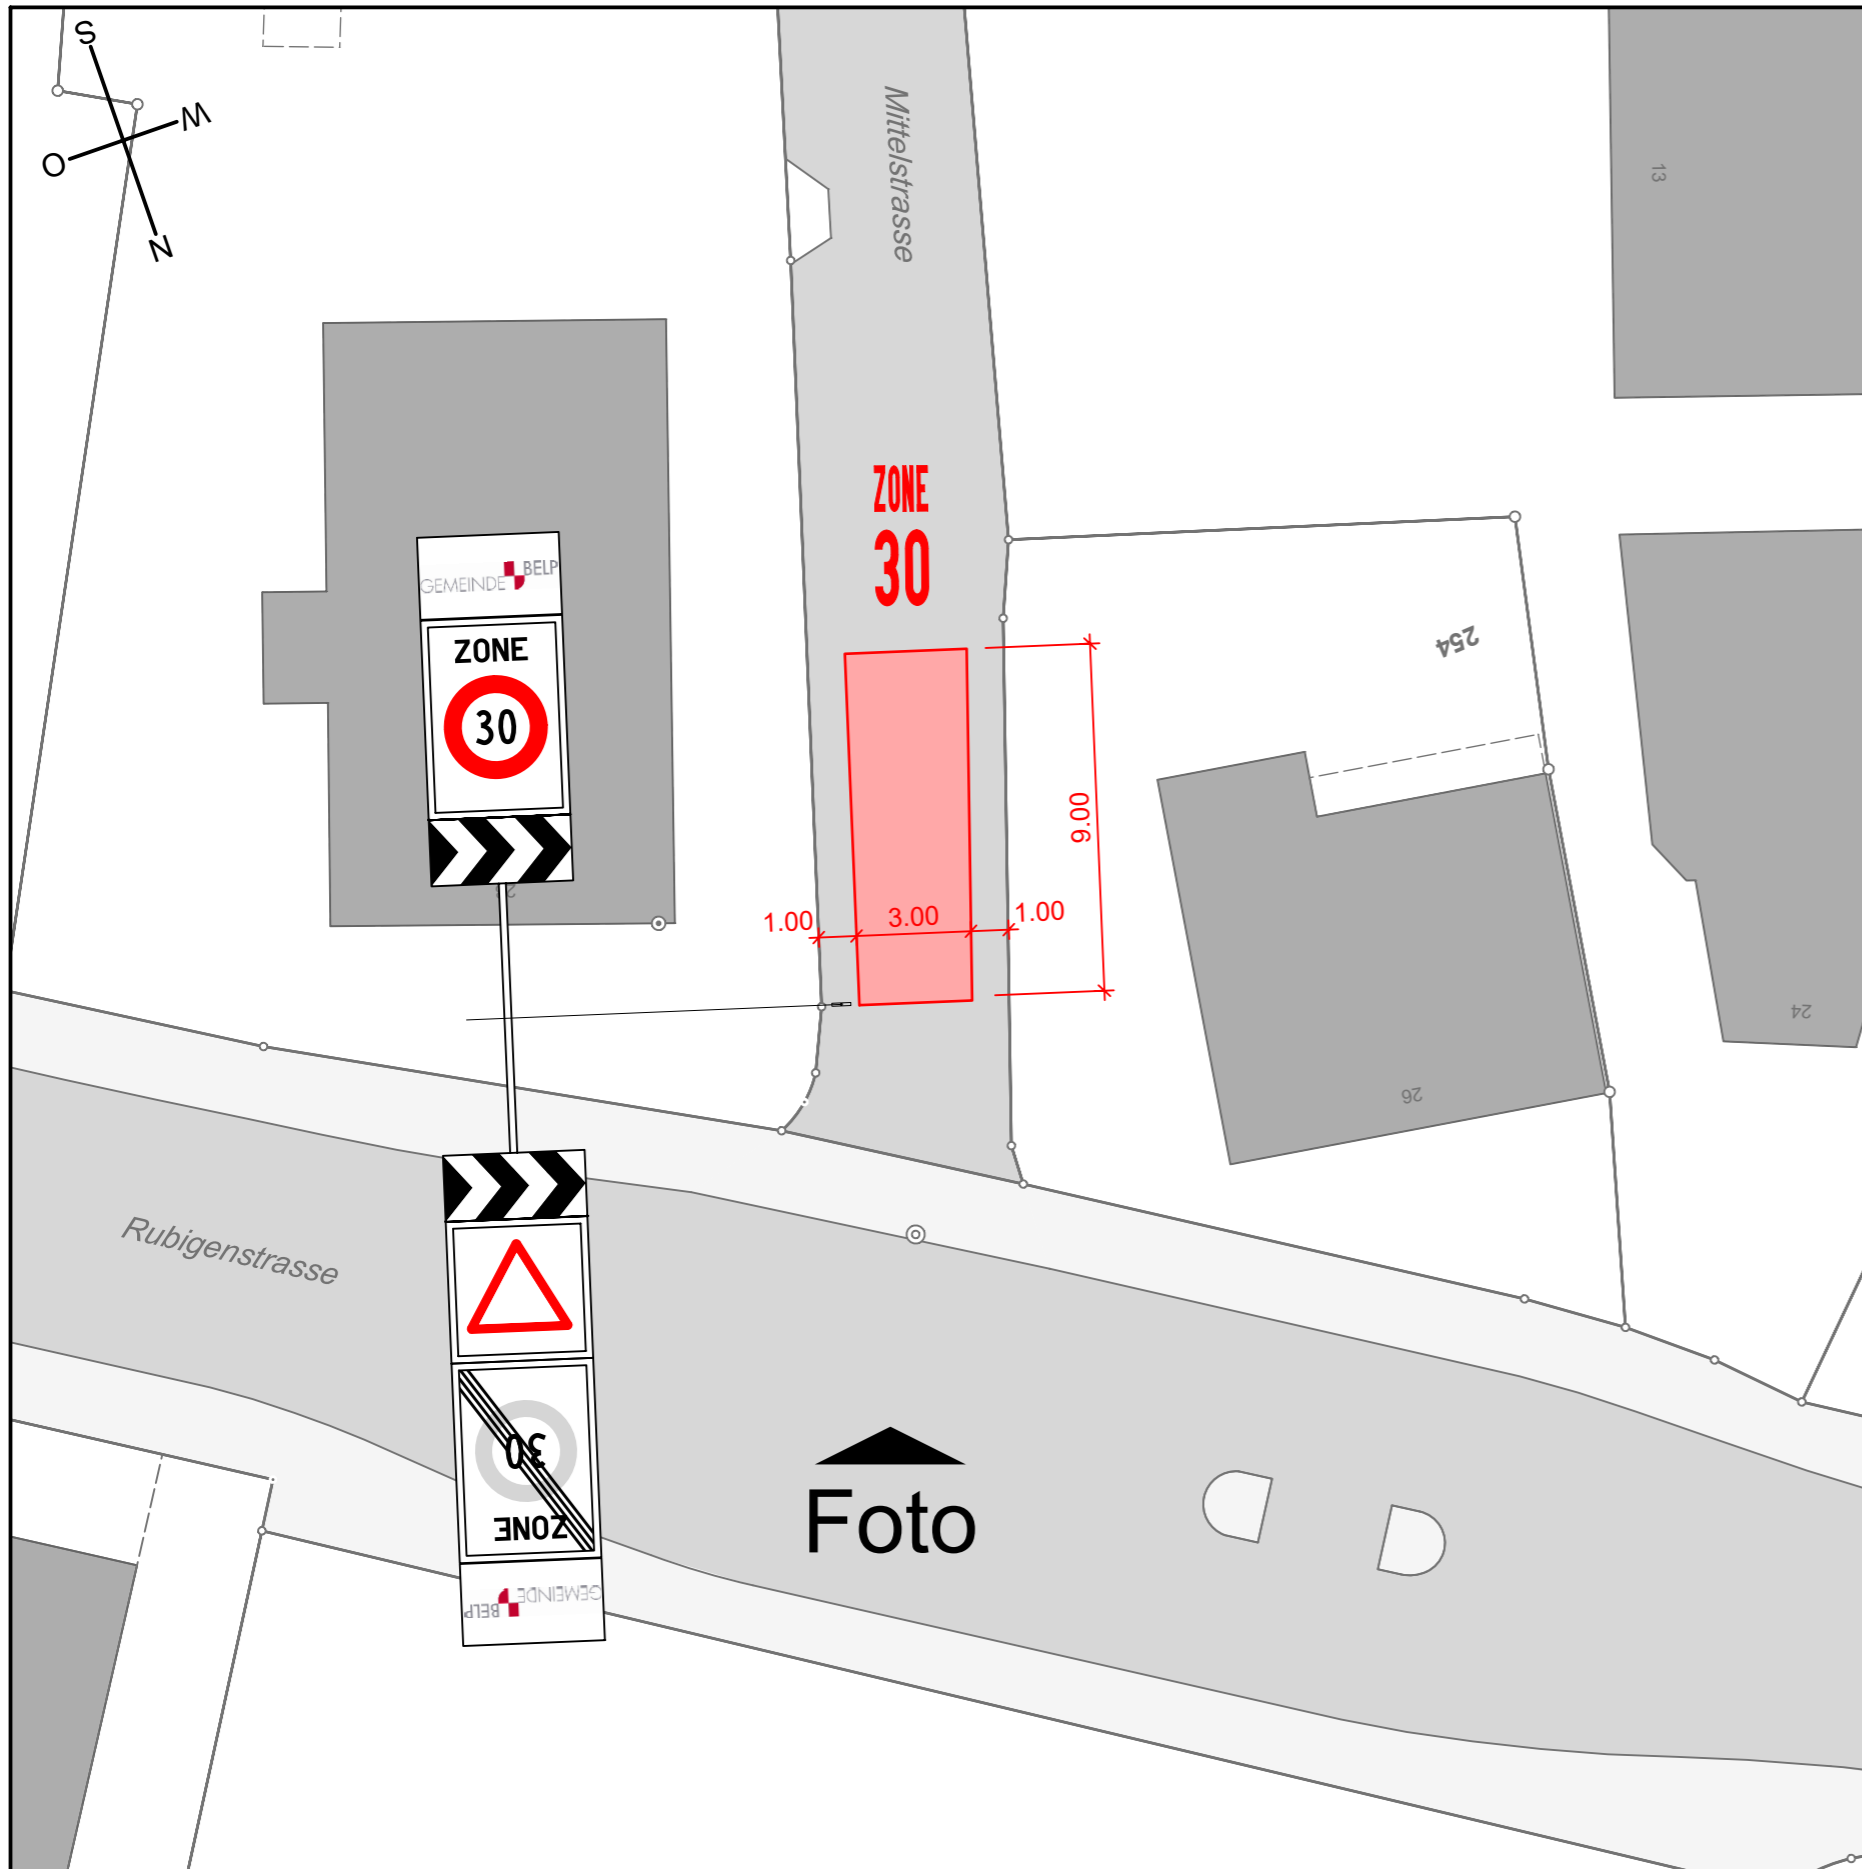 S
W
O
N
Mittelstrasse
13
ZONE
30
GEMEINDE BELP
ZONE
30
254
9.00
1.00
3.00
1.00
24
26
Rubigenstrasse
Foto
30
ZONE
GEMEINDE BELP